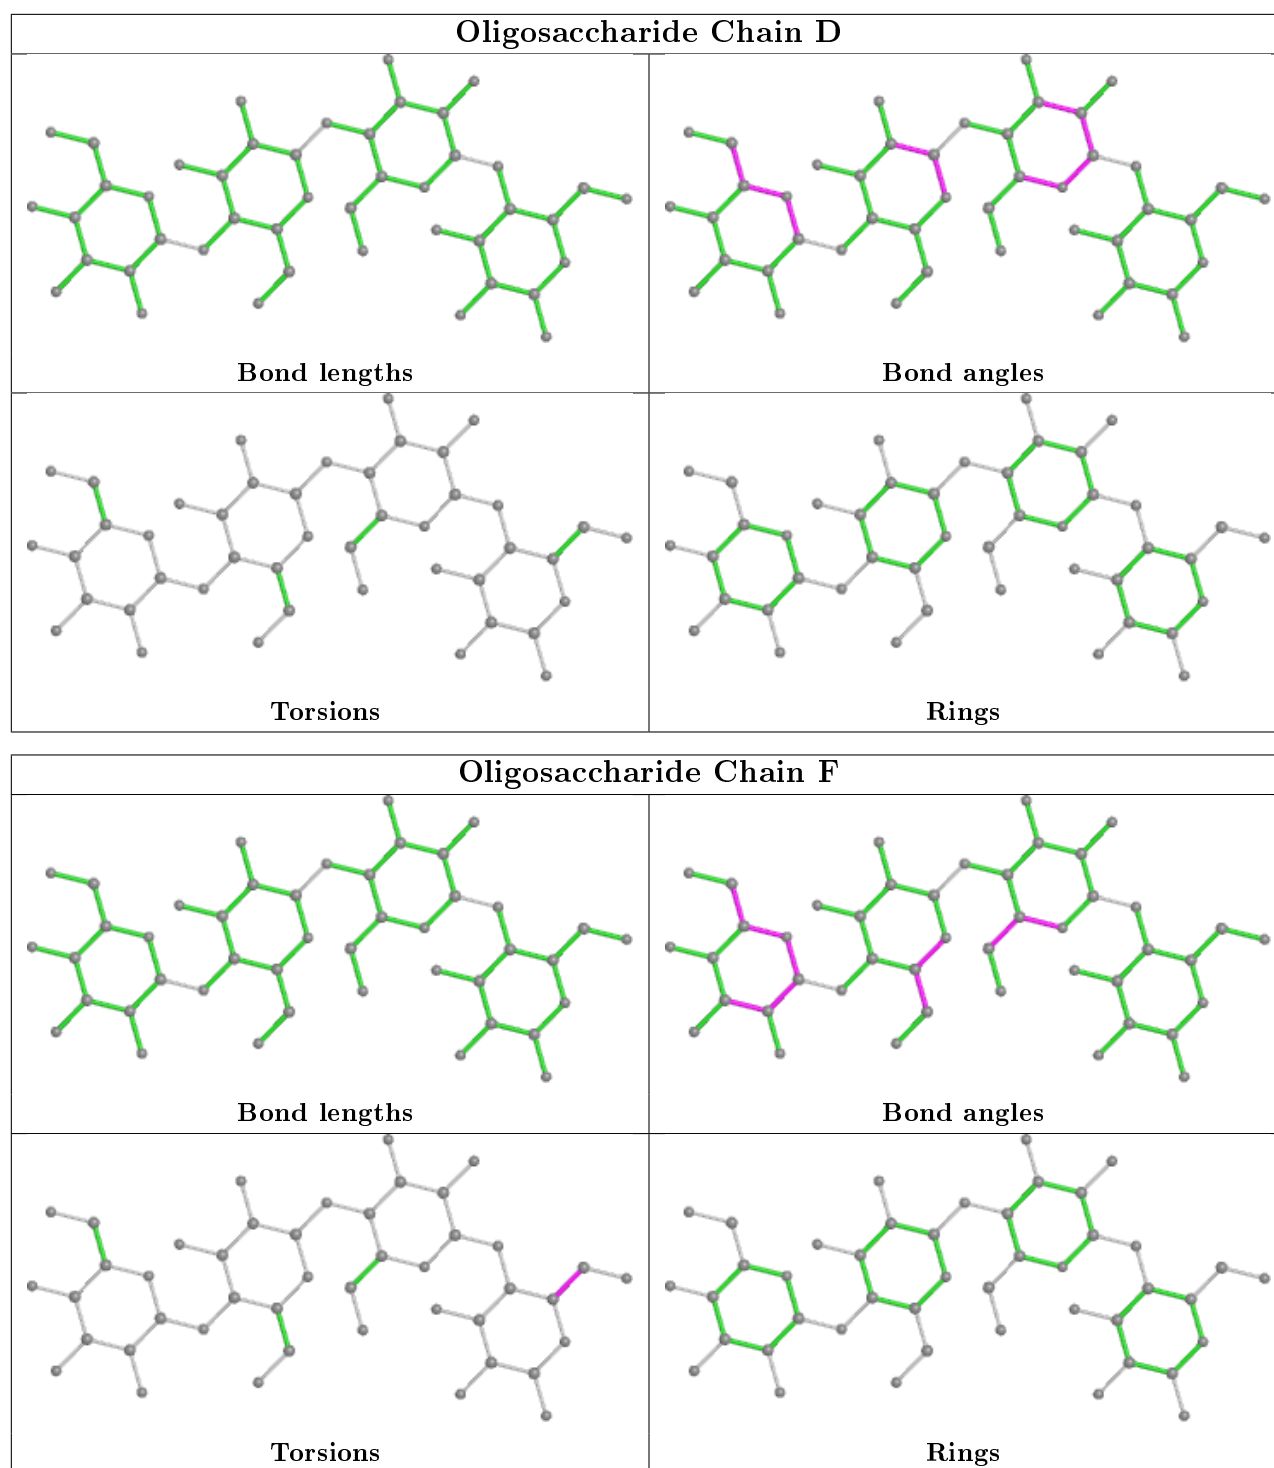 Oligosaccharide Chain D
Bond lengths
Bond angles
Torsions
Rings
Oligosaccharide Chain F
Bond lengths
Bond angles
Torsions
Rings